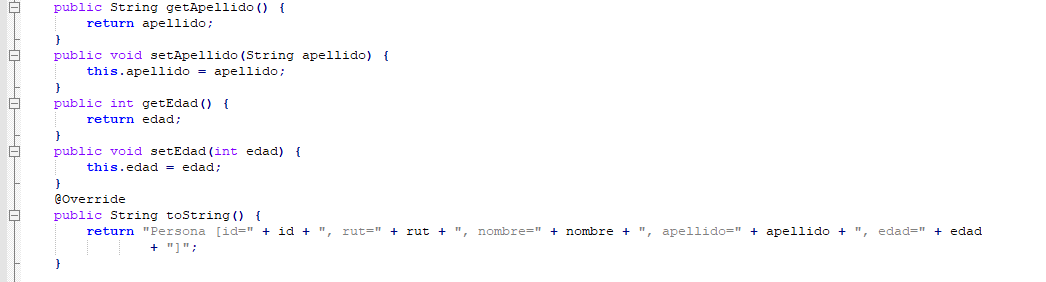 public String getApellido() {
return apellido;
}
public void setApellido(String apellido) {
this.apellido = apellido;
}
public int getEdad() {
return edad;
}
public void setEdad(int edad) {
this.edad = edad;
}
@Override
public String toString() {
return "Persona [id=" + id + ", rut=" + rut + ", nombre=" + nombre + ", apellido=" + apellido + ", edad=" + edad
+ "]";
}